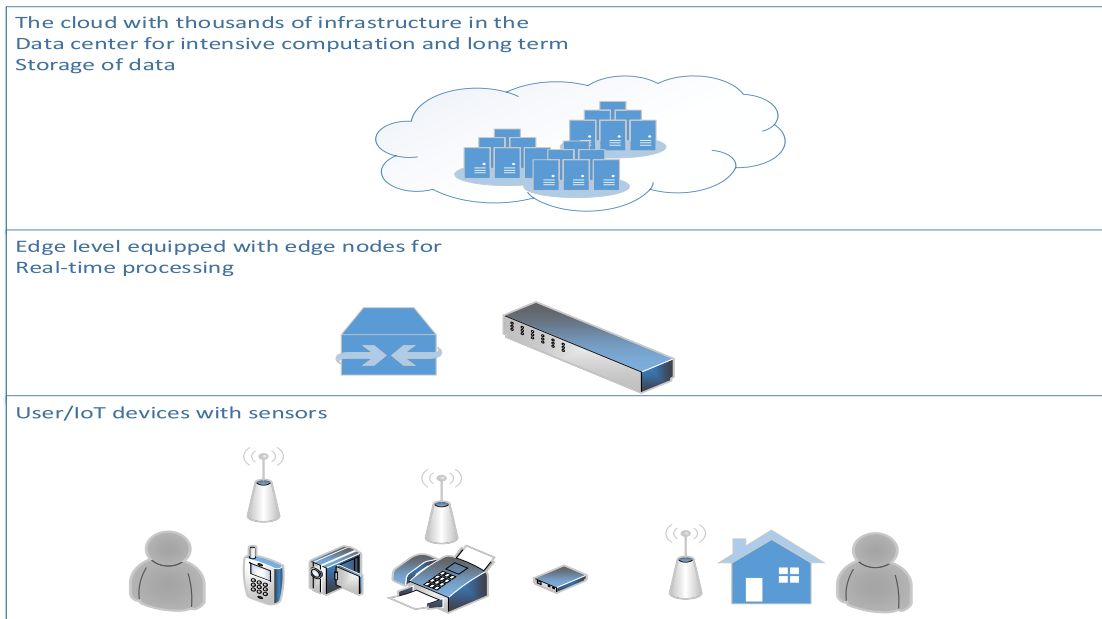 The cloud with thousands of infrastructure in the
Data center for intensive computation and long term
Storage of data
Edge level equipped with edge nodes for
Real-time processing
User/IoT devices with sensors